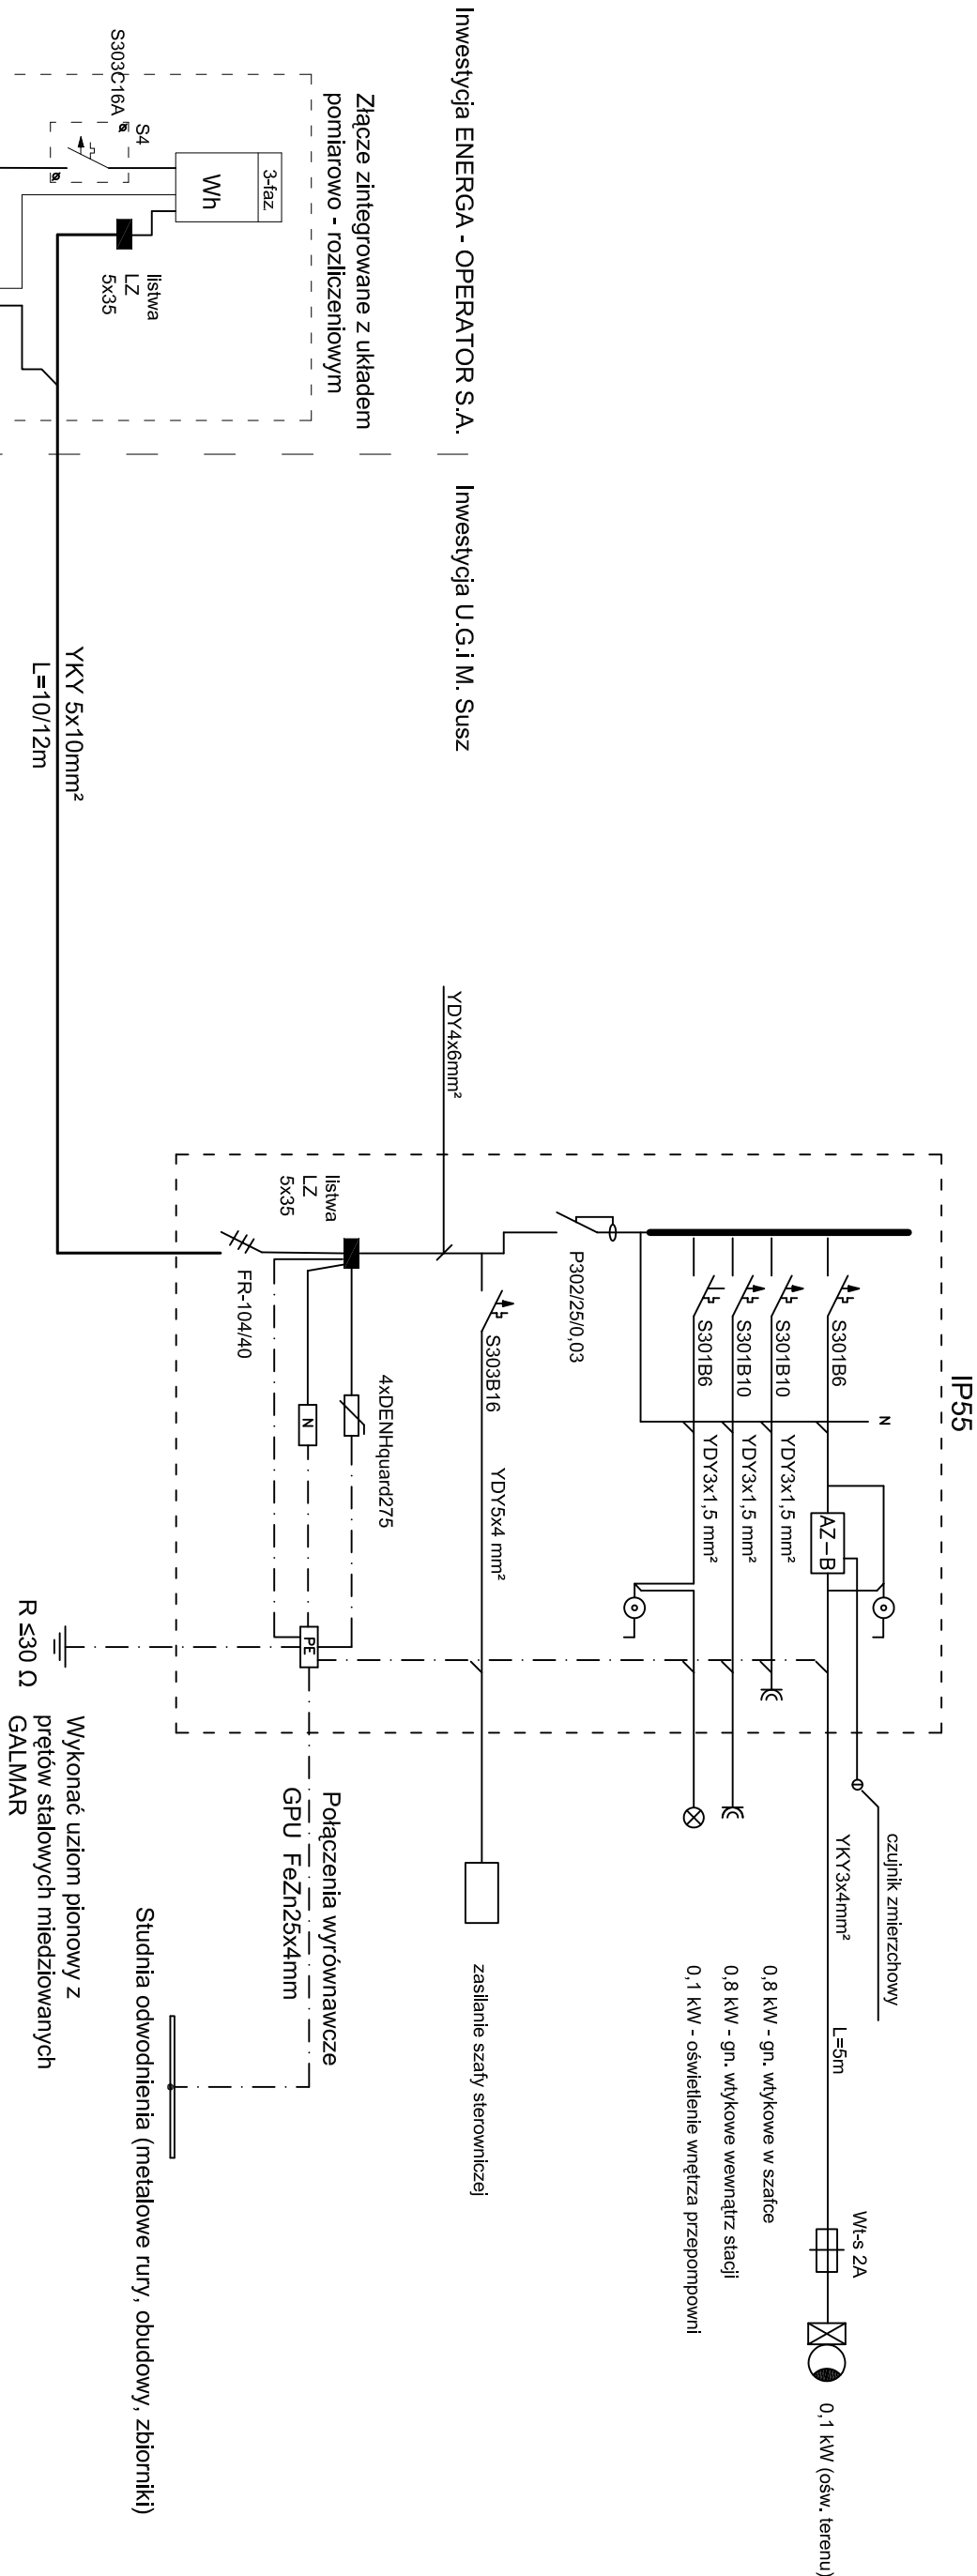 Inwestycja ENERGA - OPERATOR S.A.
Inwestycja U.G.i M. Susz
Złącze zintegrowane z układem
pomiarowo - rozliczeniowym
3-faz
Wh
S4
S303C16A
listwa
LZ
5x35
YKY 5x10mm²
L=10/12m
IP55
YDY4x6mm²
listwa
LZ
5x35
FR-104/40
P302/25/0,03
S301B6
S301B10
S301B10
S301B6
S303B16
N
YDY3x1,5 mm²
YDY3x1,5 mm²
YDY3x1,5 mm²
AZ-B
YDY5x4 mm²
4xDENHquard275
N
PE
R ≤30 Ω
Wykonać uziom pionowy z
prętów stalowych miedziowanych
GALMAR
Połączenia wyrównawcze
GPU FeZn25x4mm
Studnia odwodnienia (metalowe rury, obudowy, zbiorniki)
zasilanie szafy sterowniczej
czujnik zmierzchowy
YKY3x4mm²
L=5m
0,8 kW - gn. wtykowe w szafce
0,8 kW - gn. wtykowe wewnątrz stacji
0,1 kW - oświetlenie wnętrza przepompowni
Wt-s 2A
0,1 kW (ośw. terenu)